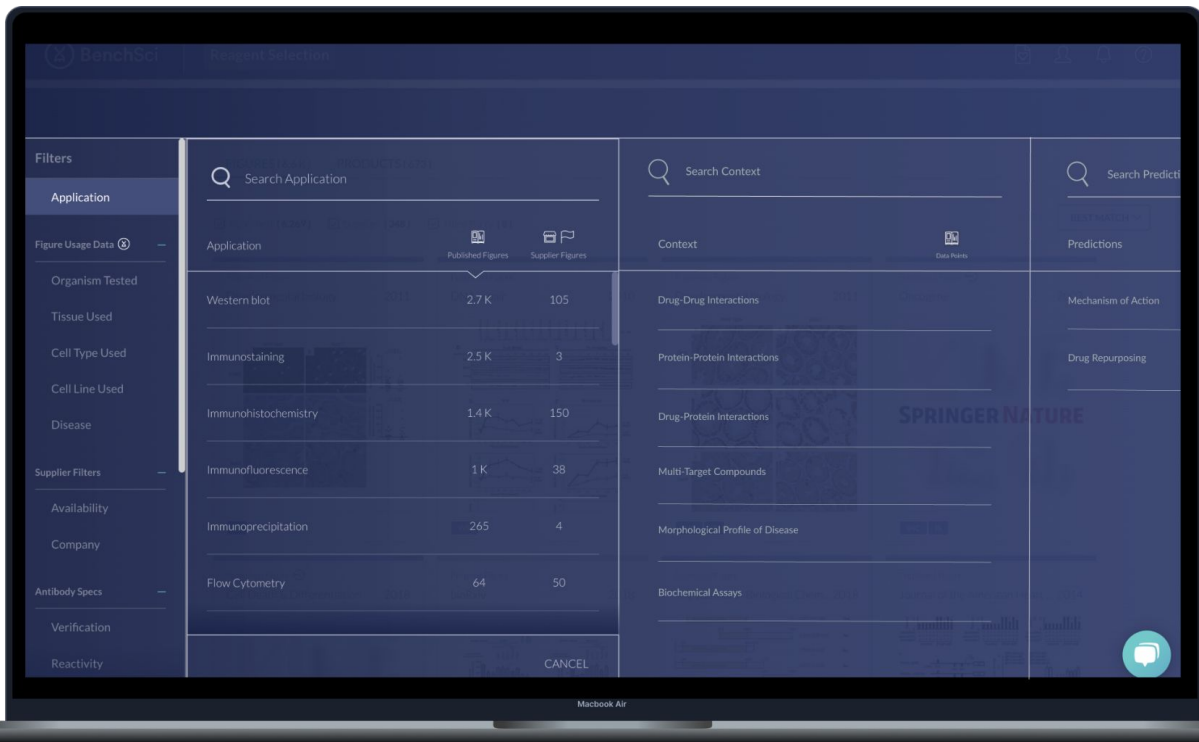 BenchSci
Reagent Selection
Filters
Application
Figure Usage Data
Organism Tested
Tissue Used
Cell Type Used
Cell Line Used
Disease
Supplier Filters
Availability
Company
Antibody Specs
Verification
Reactivity
Search Application
Application
Published Figures
Supplier Figures
Western blot 2.7 K 105
Immunostaining 2.5 K 3
Immunohistochemistry 1.4 K 150
Immunofluorescence 1 K 38
Immunoprecipitation 265 4
Flow Cytometry 64 50
CANCEL
Search Context
Context
Data Points
Drug-Drug Interactions
Protein-Protein Interactions
Drug-Protein Interactions
Multi-Target Compounds
Morphological Profile of Disease
Biochemical Assays
Search Predicti
Predictions
Mechanism of Action
Drug Repurposing
SPRINGER NATURE
Macbook Air